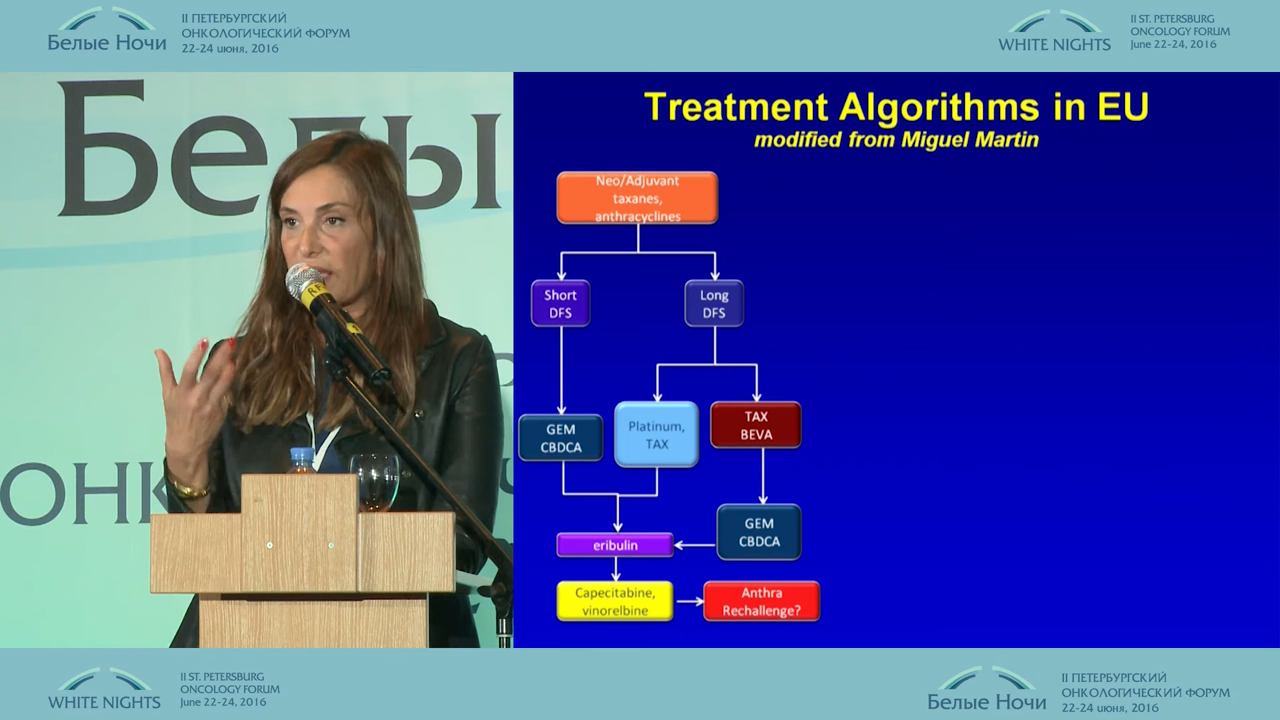 Белые Ночи
II ПЕТЕРБУРГСКИЙ
ОНКОЛОГИЧЕСКИЙ ФОРУМ
22-24 июня, 2016
WHITE NIGHTS
II ST. PETERSBURG
ONCOLOGY FORUM
June 22-24, 2016
Белы
ОНК
Treatment Algorithms in EU
modified from Miguel Martin
Neo/Adjuvant
taxanes,
anthracyclines
Short
DFS
Long
DFS
GEM
CBDCA
Platinum,
TAX
TAX
BEVA
GEM
CBDCA
eribulin
Capecitabine,
vinorelbine
Anthra
Rechallenge?
WHITE NIGHTS
II ST. PETERSBURG
ONCOLOGY FORUM
June 22-24, 2016
Белые Ночи
II ПЕТЕРБУРГСКИЙ
ОНКОЛОГИЧЕСКИЙ ФОРУМ
22-24 июня, 2016